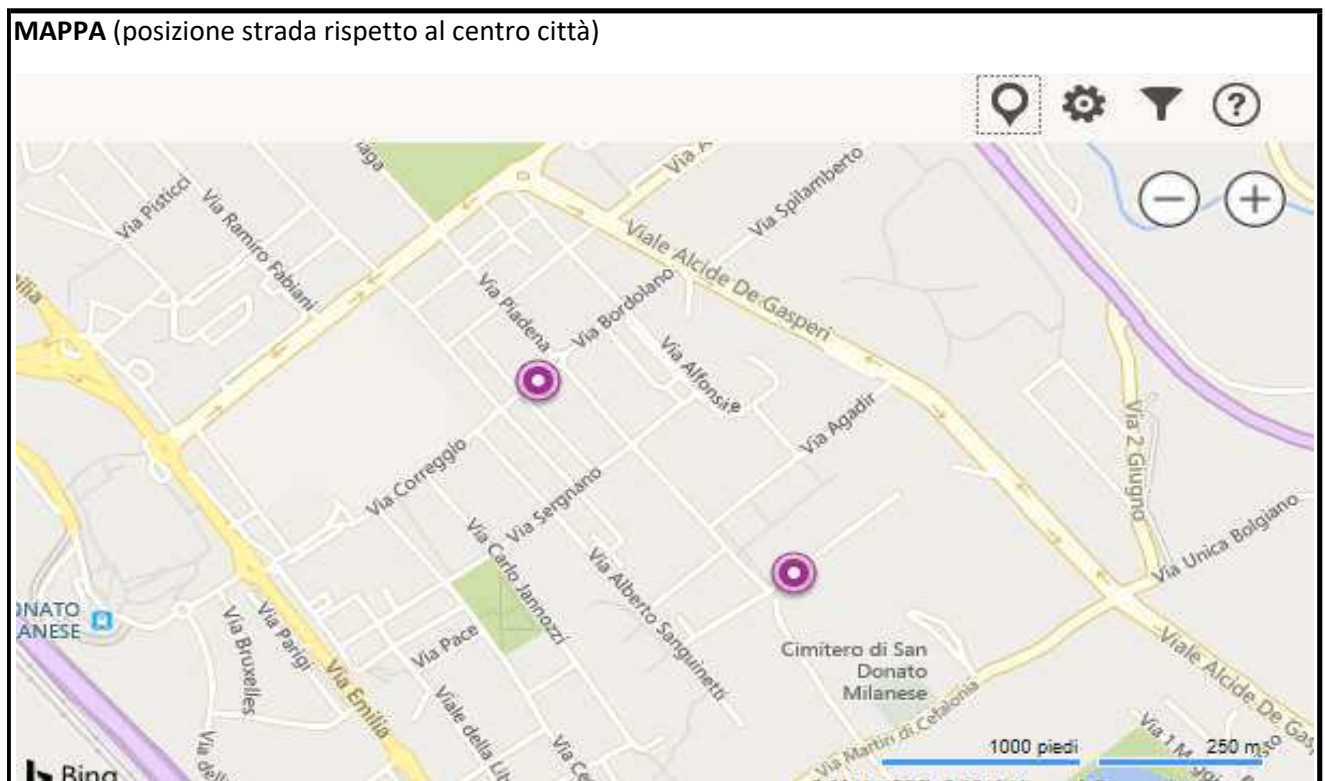 MAPPA (posizione strada rispetto al centro città)
?
Via Pisticci
Via Ramiro Fabiani
Via Spilamberto
Viale Alcide De Gasperi
Via Piadena
Via Bordolano
Via Alfonsine
Via Agadir
Via 2 Giugno
Via Correggio
Via Sergnano
Via Unica Bolgiano
Via Carlo Jannozzi
Via Alberto Sanguinetti
NATO
ANESE
Via Bruxelles
Via Parigi
Via Pace
Via Emilia
Cimitero di San
Donato
Milanese
Viale Alcide De Gas
Viale della Lib
Via Martiri di Cefalonia
1000 piedi
250 m
Bing